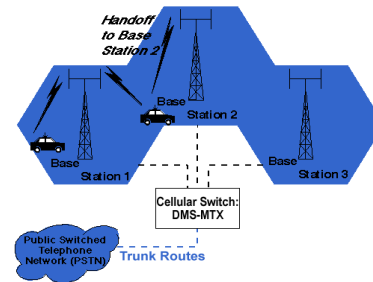 Handoff
to Base
Station 2
Base
Station 2
Base
Station 1
Base
Station 3
Cellular Switch:
DMS-MTX
Public Switched
Telephone
Network (PSTN)
Trunk Routes